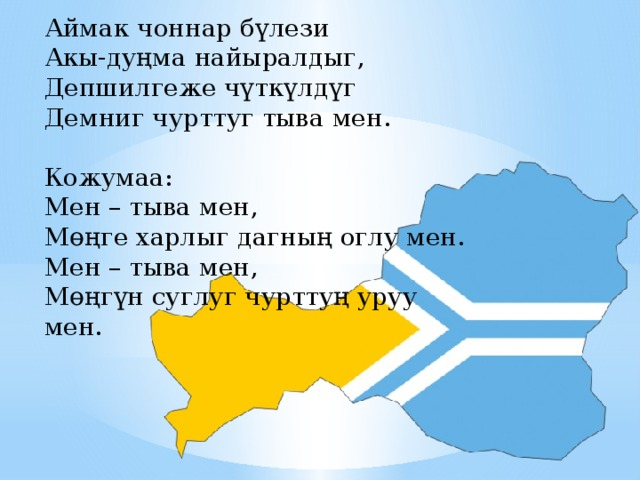 Аймак чоннар бүлези
Акы-дуңма найыралдыг,
Депшилгеже чүткүлдүг
Демниг чурттуг тыва мен.

Кожумаа:
Мен – тыва мен,
Мөңге харлыг дагның оглу мен.
Мен – тыва мен,
Мөңгүн суглуг чурттуң уруу
мен.